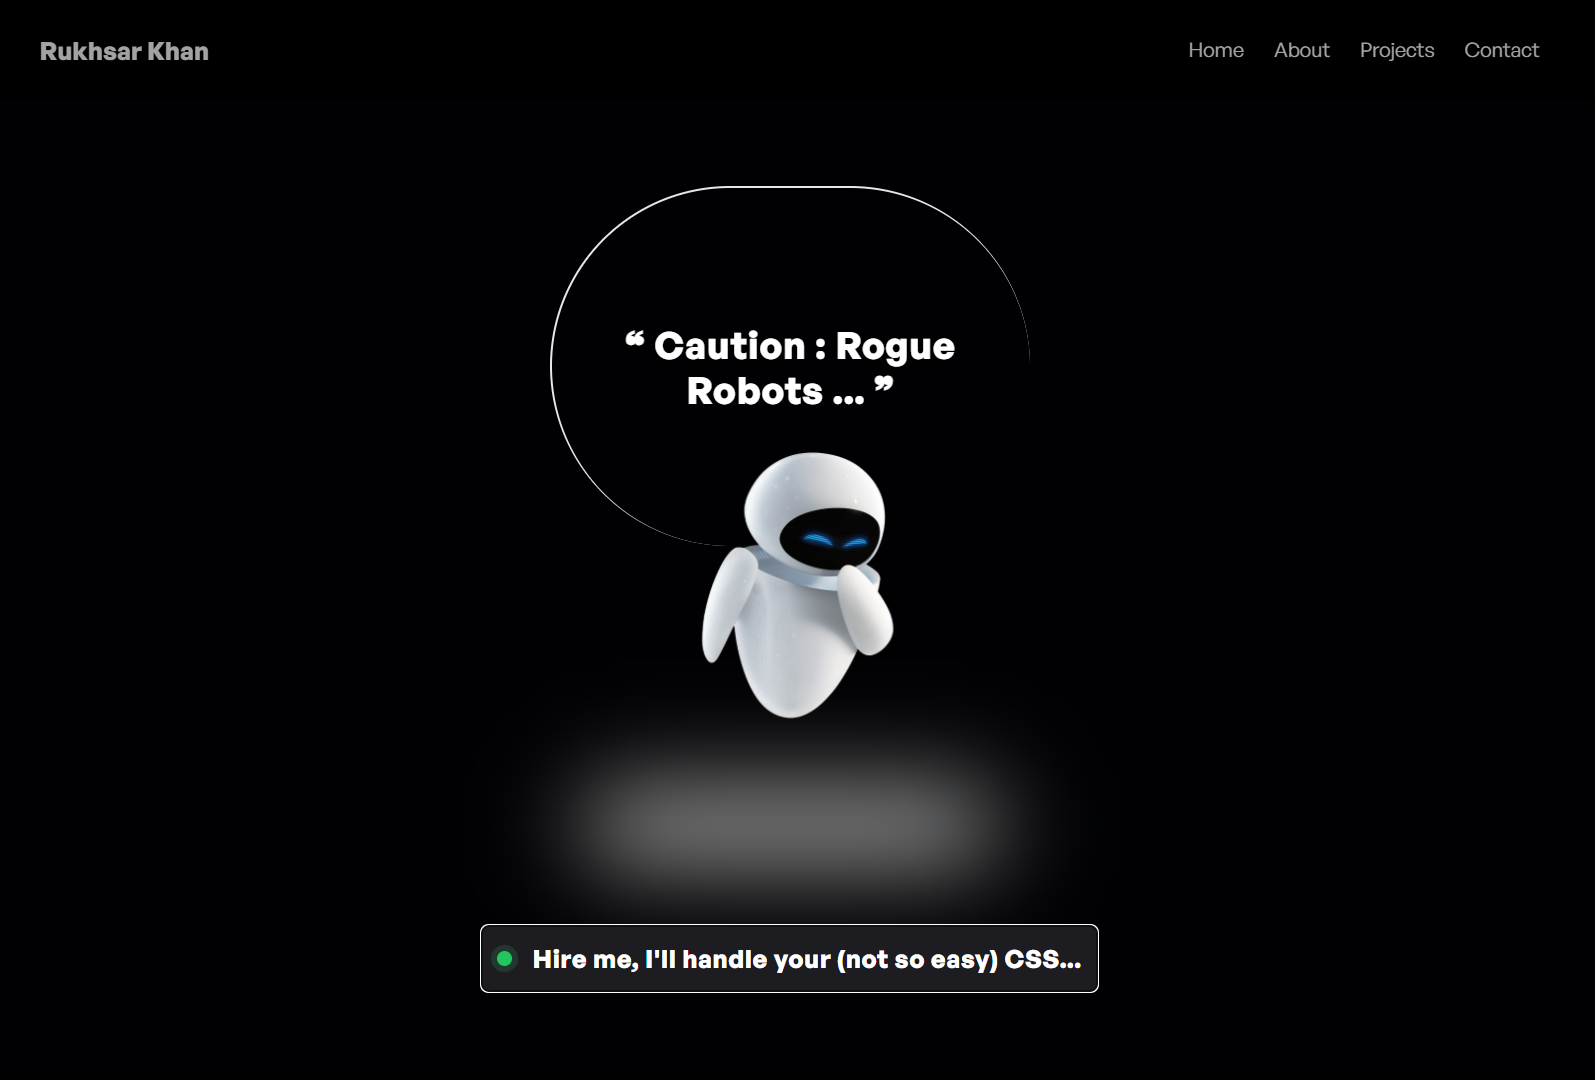 Rukhsar Khan
Home About Projects Contact
❝ Caution : Rogue
Robots ... ❞
Hire me, I'll handle your (not so easy) CSS...